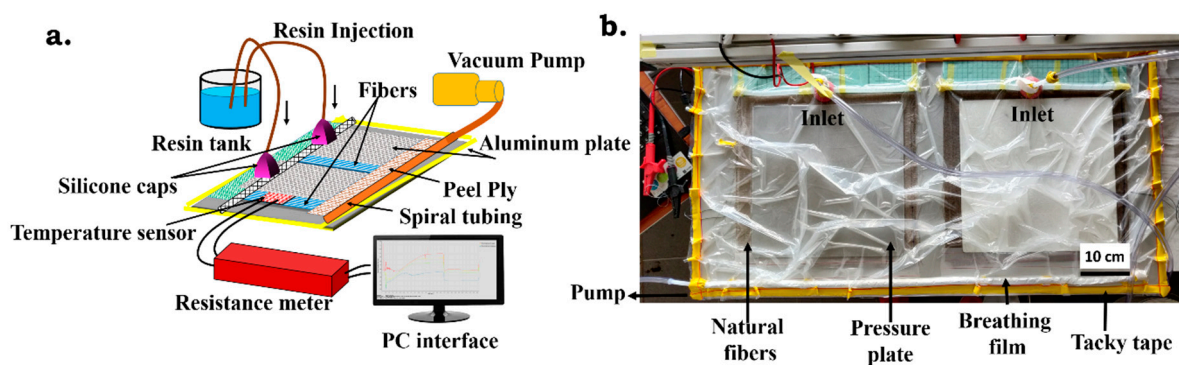 a.
Resin Injection
Vacuum Pump
Fibers
Resin tank
Aluminum plate
Silicone caps
Peel Ply
Spiral tubing
Temperature sensor
Resistance meter
PC interface
b.
Inlet
Inlet
10 cm
Pump
Natural
fibers
Pressure
plate
Breathing
film
Tacky tape